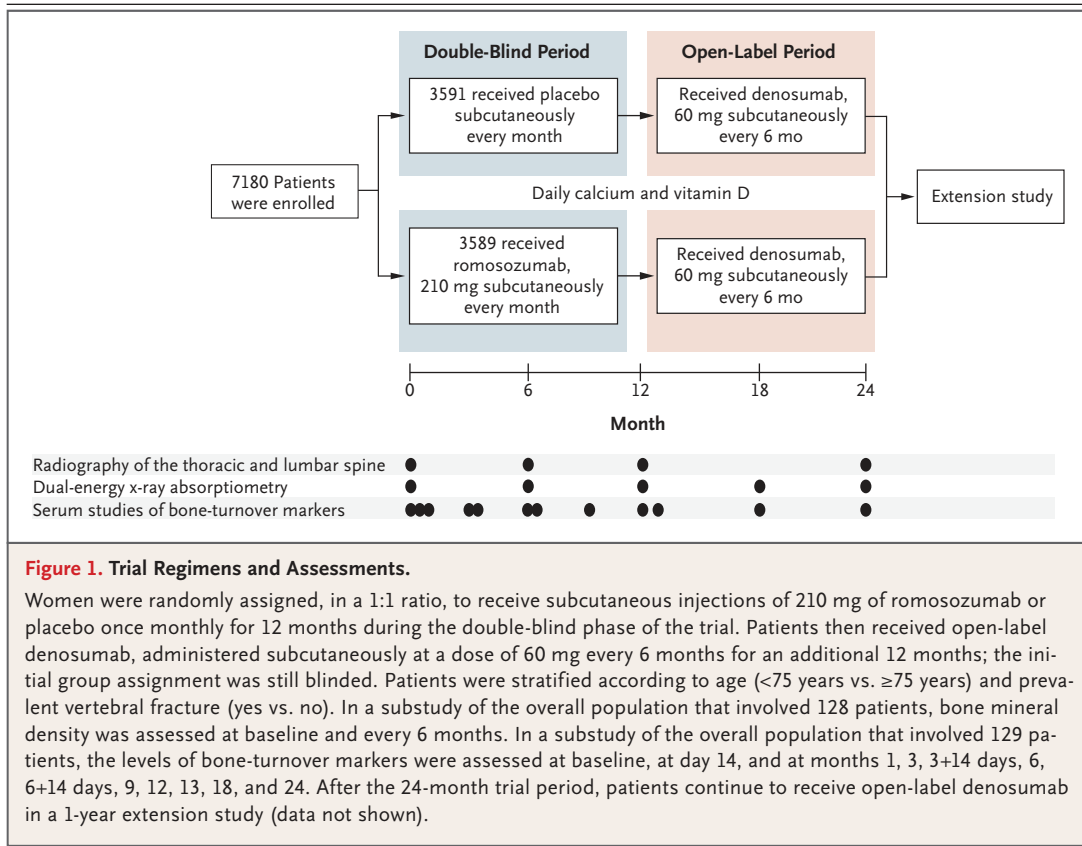 Double-Blind Period
Open-Label Period
3591 received placebo
subcutaneously
every month
Received denosumab,
60 mg subcutaneously
every 6 mo
7180 Patients
were enrolled
Daily calcium and vitamin D
Extension study
3589 received
romosozumab,
210 mg subcutaneously
every month
Received denosumab,
60 mg subcutaneously
every 6 mo
0 6 12 18 24
Month
Radiography of the thoracic and lumbar spine
Dual-energy x-ray absorptiometry
Serum studies of bone-turnover markers
Figure 1. Trial Regimens and Assessments.
Women were randomly assigned, in a 1:1 ratio, to receive subcutaneous injections of 210 mg of romosozumab or
placebo once monthly for 12 months during the double-blind phase of the trial. Patients then received open-label
denosumab, administered subcutaneously at a dose of 60 mg every 6 months for an additional 12 months; the ini-
tial group assignment was still blinded. Patients were stratified according to age (<75 years vs. ≥75 years) and preva-
lent vertebral fracture (yes vs. no). In a substudy of the overall population that involved 128 patients, bone mineral
density was assessed at baseline and every 6 months. In a substudy of the overall population that involved 129 pa-
tients, the levels of bone-turnover markers were assessed at baseline, at day 14, and at months 1, 3, 3+14 days, 6,
6+14 days, 9, 12, 13, 18, and 24. After the 24-month trial period, patients continue to receive open-label denosumab
in a 1-year extension study (data not shown).